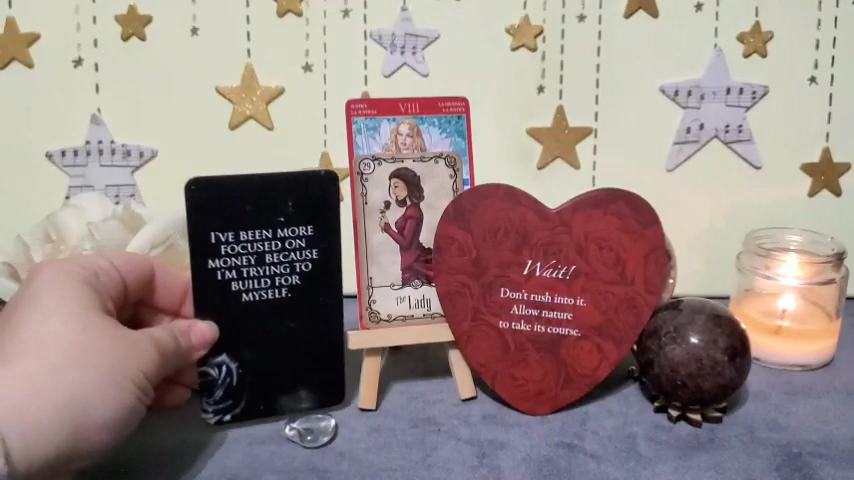 I'VE BEEN MORE
FOCUSED ON
MONEY BECAUSE
I'M TRYING TO
BUILD FOR
MYSELF.
VIII
29
The Lady
Wait!
Don't rush into it.
Allow nature
to take its course.